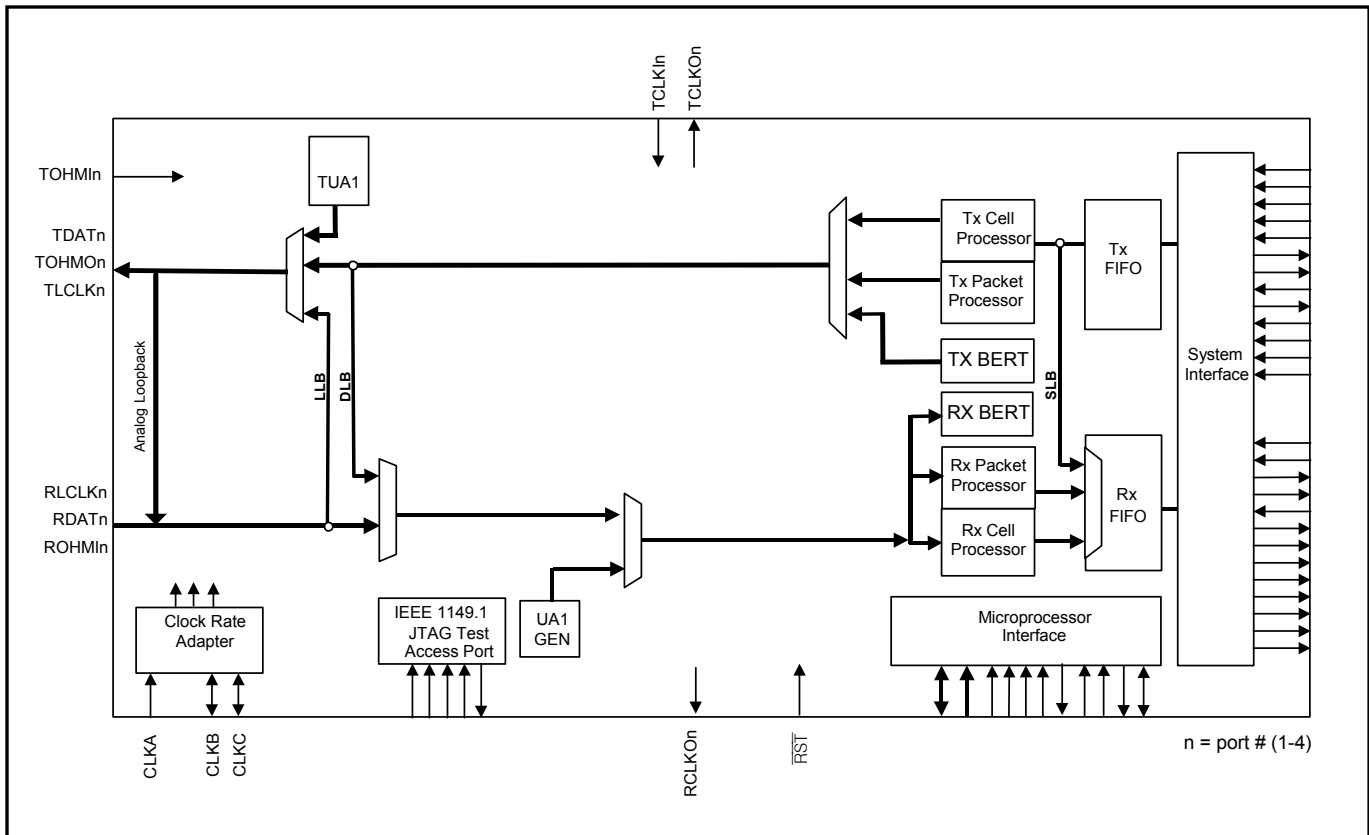 TCLKIn
TCLKOn
TOHMIn
TUA1
TDATn
TOHMOn
TLCLKn
Tx Cell
Processor
Tx
FIFO
Tx Packet
Processor
TX BERT
System
Interface
Analog Loopback
LLB
DLB
SLB
RX BERT
RLCLKn
RDATn
ROHMIn
Rx Packet
Processor
Rx
FIFO
Rx Cell
Processor
Clock Rate
Adapter
IEEE 1149.1
JTAG Test
Access Port
UA1
GEN
Microprocessor
Interface
CLKA
CLKB
CLKC
RCLKOn
RST
n = port # (1-4)